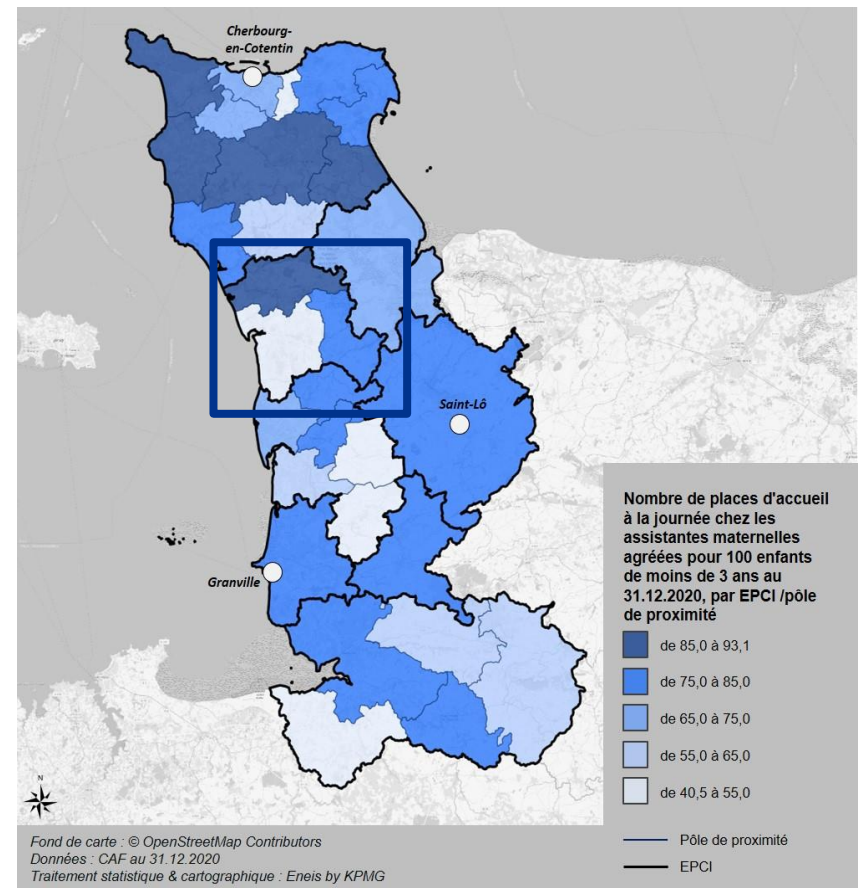 Cherbourg-
en-Cotentin
Saint-Lô
Granville
Nombre de places d'accueil
à la journée chez les
assistantes maternelles
agréées pour 100 enfants
de moins de 3 ans au
31.12.2020, par EPCI /pôle
de proximité
de 85,0 à 93,1
de 75,0 à 85,0
de 65,0 à 75,0
de 55,0 à 65,0
de 40,5 à 55,0
Pôle de proximité
EPCI
N
Fond de carte : © OpenStreetMap Contributors
Données : CAF au 31.12.2020
Traitement statistique & cartographique : Eneis by KPMG